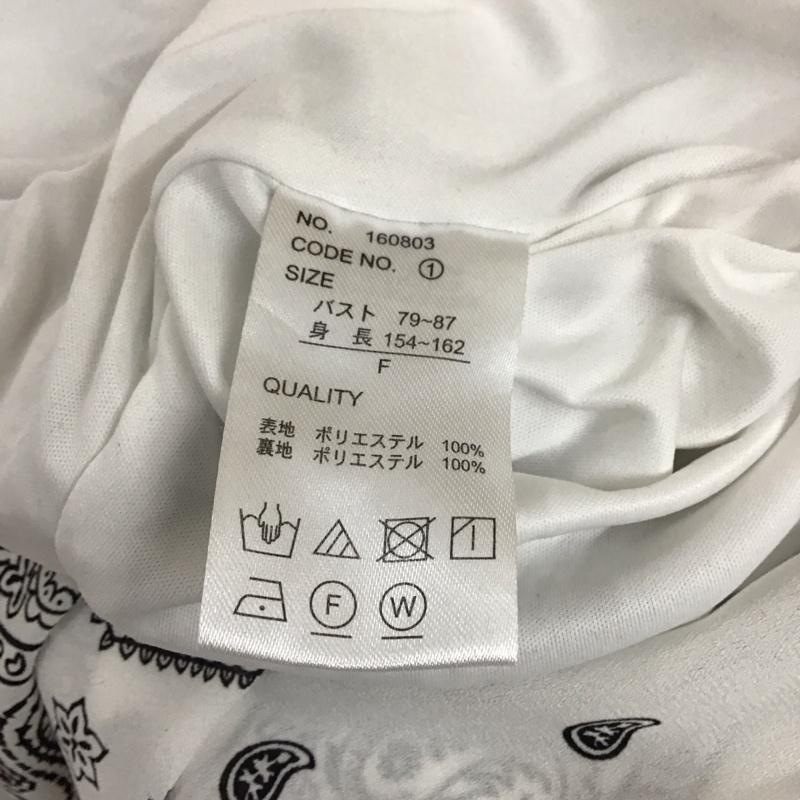 NO. 160803
CODE NO. ①
SIZE
バスト 79~87
身 長 154~162
F
QUALITY
表地 ポリエステル 100%
裏地 ポリエステル 100%
F W